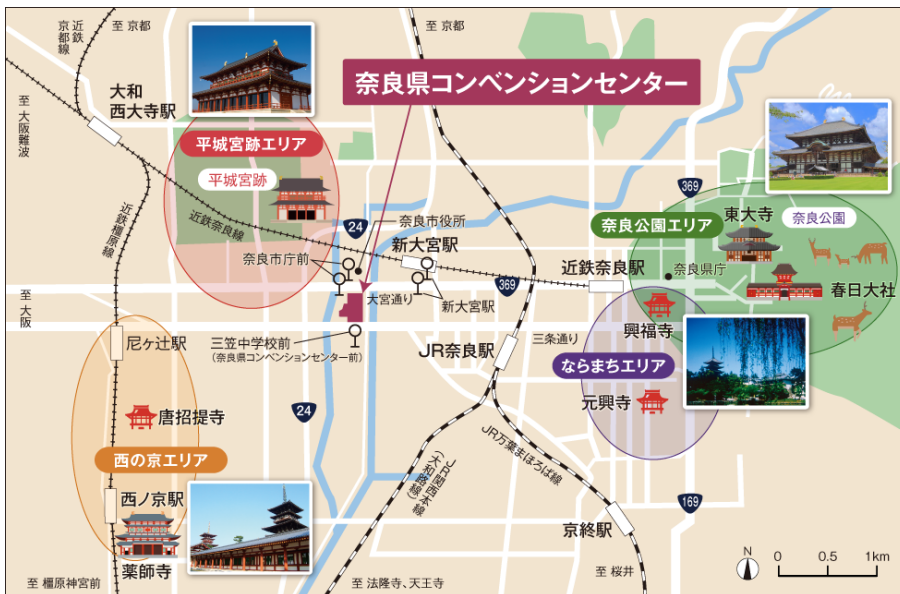 近鉄
京都線
至 京都
至 京都
奈良県コンベンションセンター
大和
西大寺駅
至 大阪難波
平城宮跡エリア
平城宮跡
近鉄奈良線
近鉄橿原線
24
奈良市役所
新大宮駅
奈良市庁前
大宮通り
新大宮駅
369
369
奈良公園エリア
東大寺
奈良公園
近鉄奈良駅
奈良県庁
春日大社
興福寺
至 大阪
尼ヶ辻駅
三笠中学校前
(奈良県コンベンションセンター前)
JR奈良駅
三条通り
ならまちエリア
元興寺
24
唐招提寺
西の京エリア
西ノ京駅
薬師寺
JR関西本線
(大和路線)
JR万葉まほろば線
京終駅
169
至 橿原神宮前
至 法隆寺、天王寺
至 桜井
N
0 0.5 1km